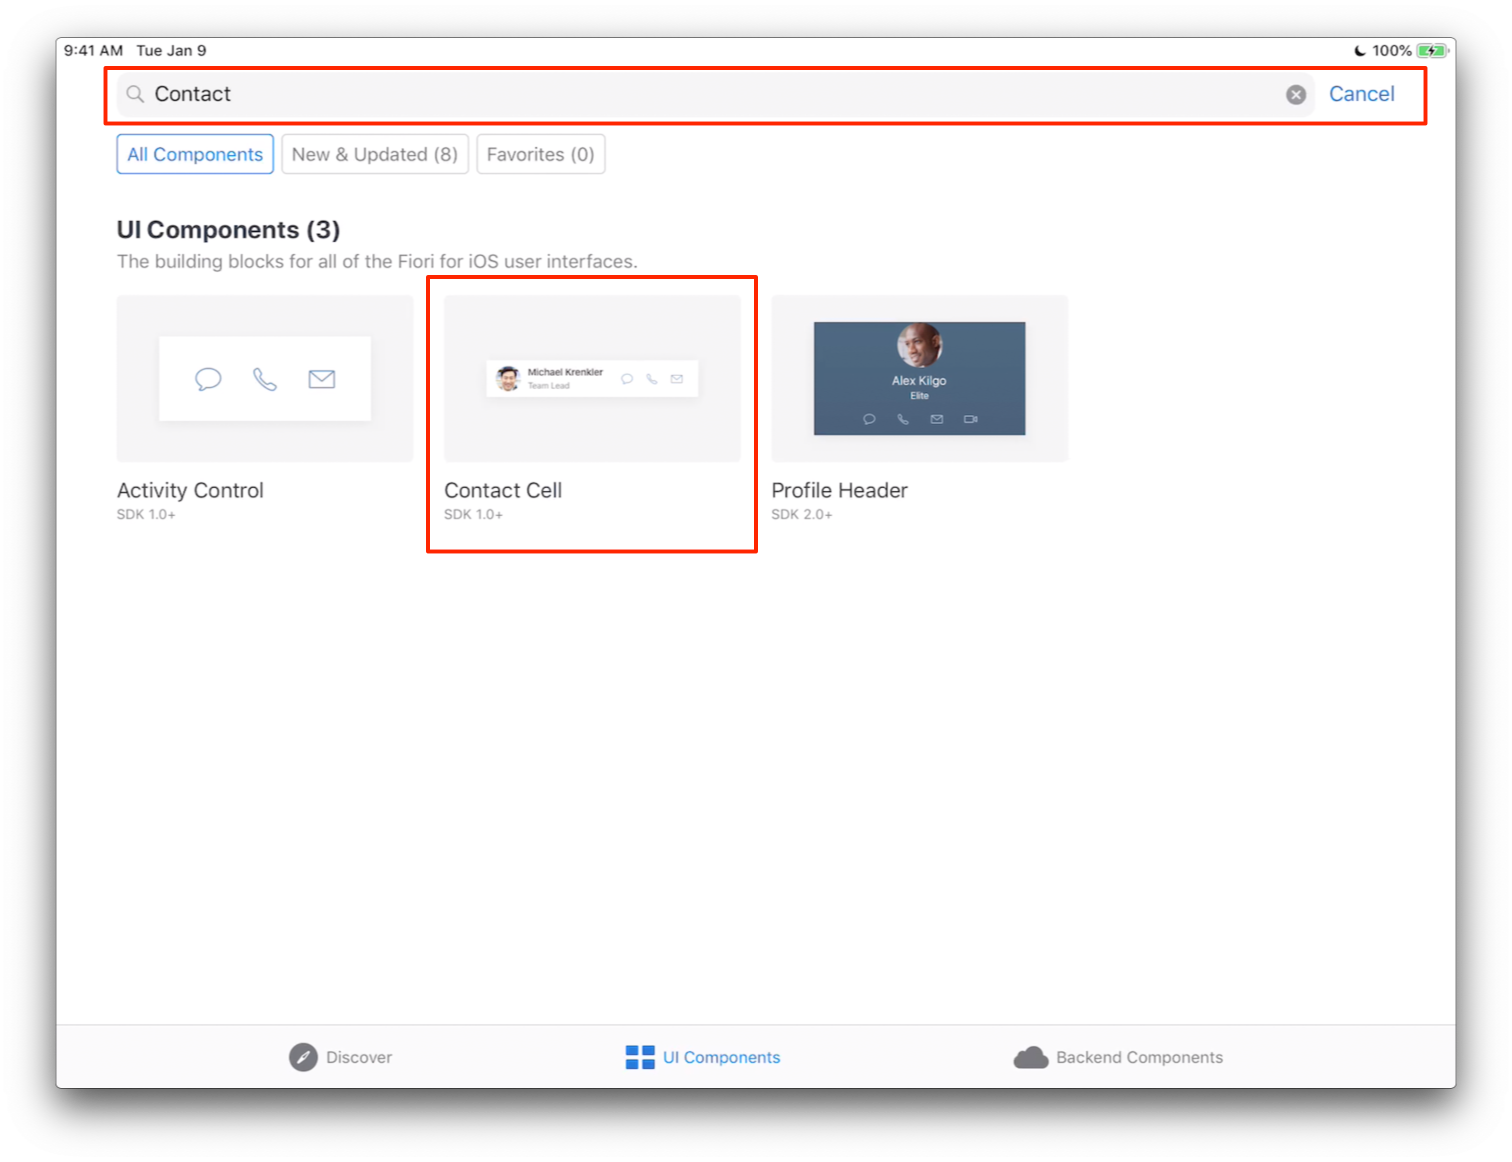 9:41 AM Tue Jan 9
100%
Contact
Cancel
All Components
New & Updated (8)
Favorites (0)
UI Components (3)
The building blocks for all of the Fiori for iOS user interfaces.
Michael Krenkler
Team Lead
Alex Kilgo
Elite
Activity Control
SDK 1.0+
Contact Cell
SDK 1.0+
Profile Header
SDK 2.0+
Discover
UI Components
Backend Components